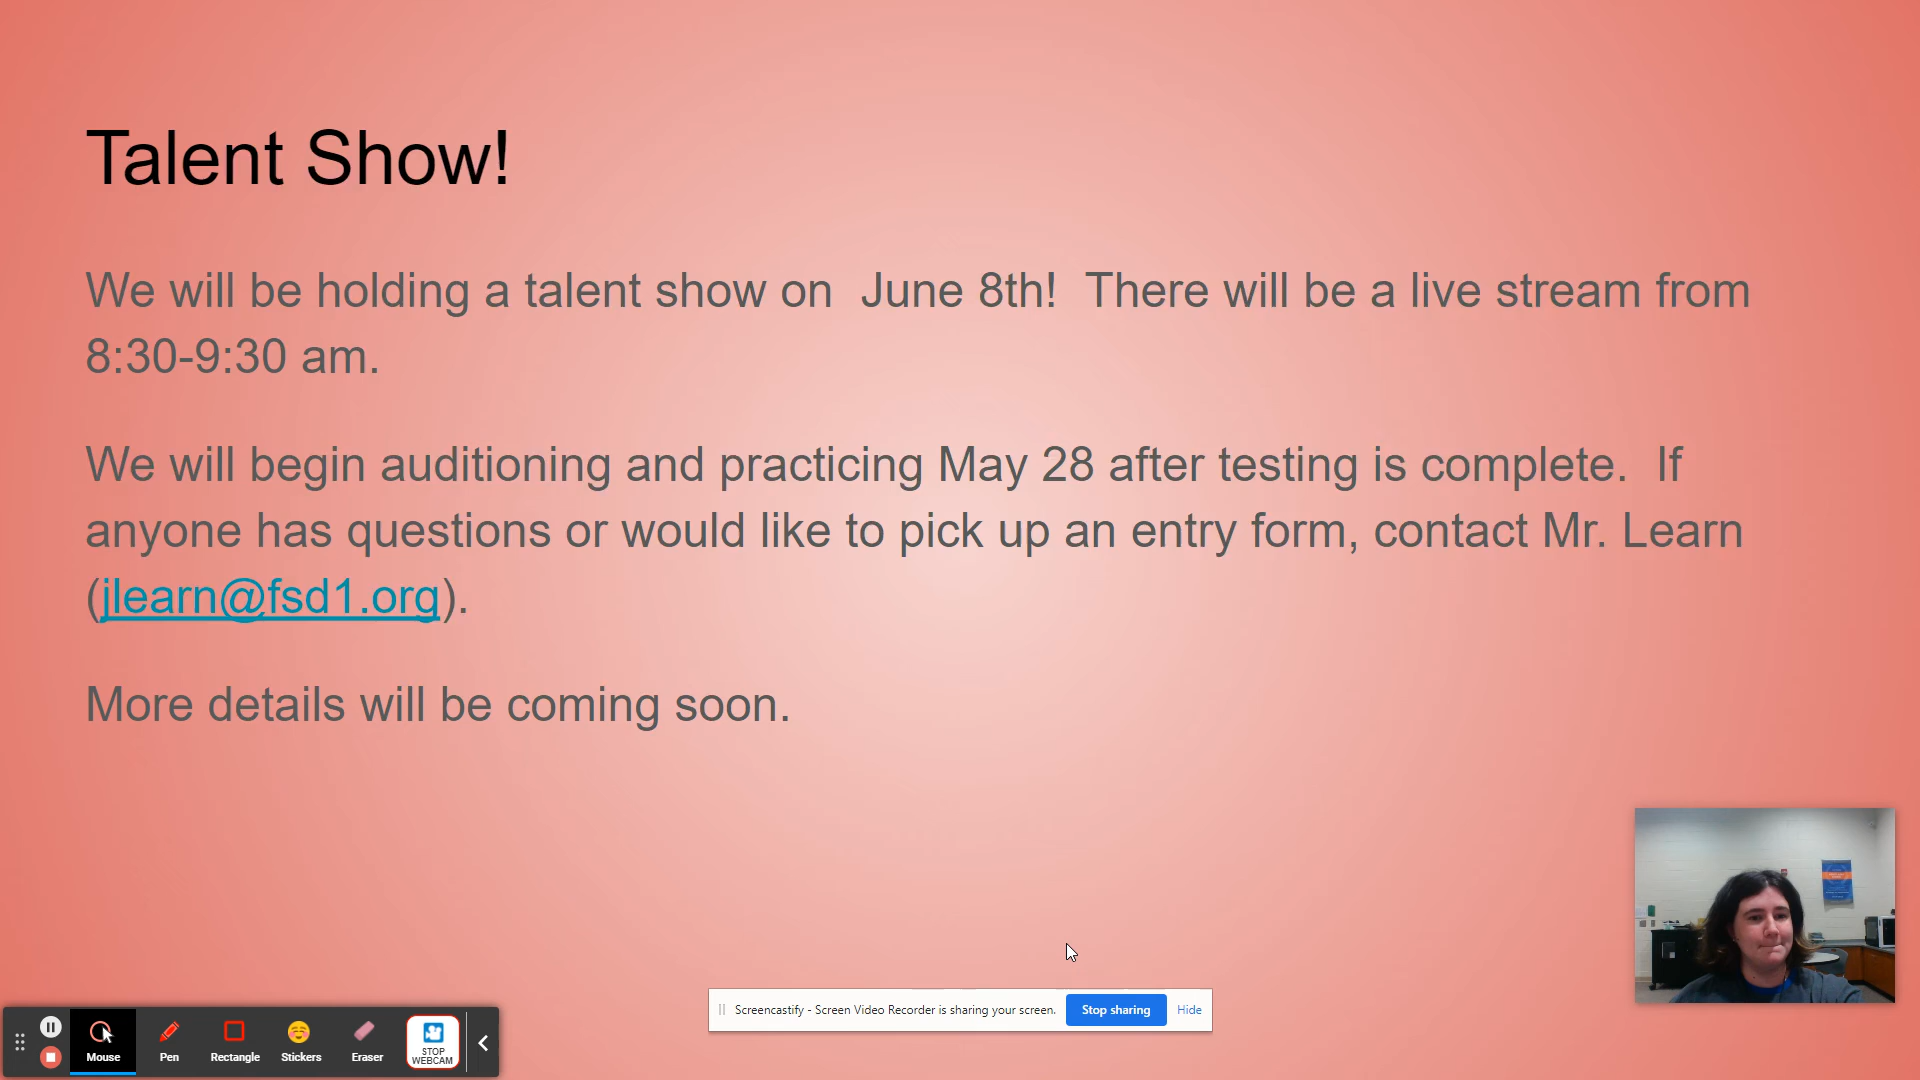 Talent Show!
We will be holding a talent show on  June 8th!  There will be a live stream from
8:30-9:30 am.
We will begin auditioning and practicing May 28 after testing is complete.  If
anyone has questions or would like to pick up an entry form, contact Mr. Learn
(jlearn@fsd1.org).
More details will be coming soon.
Screencastify - Screen Video Recorder is sharing your screen. Stop sharing Hide
Mouse Pen Rectangle Stickers Eraser STOP
WEBCAM